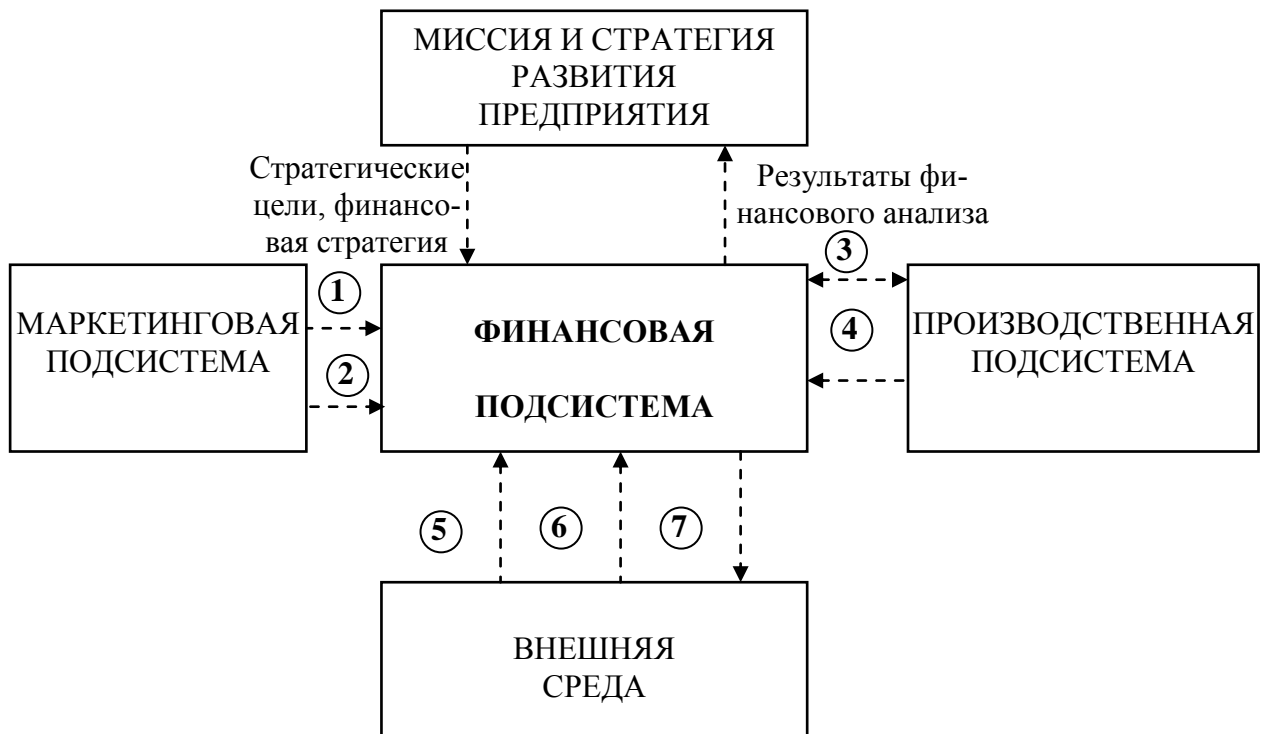 МИССИЯ И СТРАТЕГИЯ
РАЗВИТИЯ
ПРЕДПРИЯТИЯ
Стратегические
цели, финансо-
вая стратегия
Результаты фи-
нансового анализа
МАРКЕТИНГОВАЯ
ПОДСИСТЕМА
1
2
ФИНАНСОВАЯ
ПОДСИСТЕМА
3
4
ПРОИЗВОДСТВЕННАЯ
ПОДСИСТЕМА
5
6
7
ВНЕШНЯЯ
СРЕДА